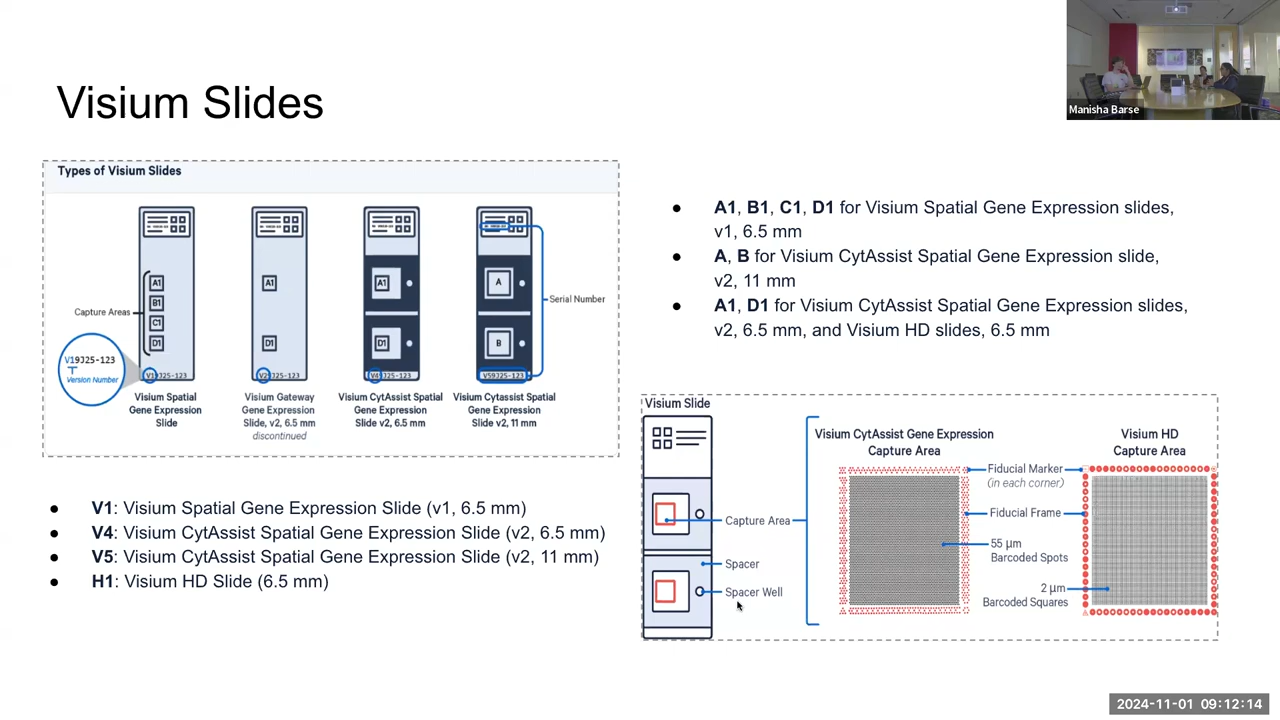 Visium Slides
Manisha Barse
Types of Visium Slides
A1
B1
C1
D1
Capture Areas
V19J25-123
Version Number
A1
D1
A1
D1
A
B
Serial Number
V59J25-123
Visium Spatial
Gene Expression
Slide
Visium Gateway
Gene Expression
Slide, v2, 6.5 mm
discontinued
Visium CytAssist Spatial
Gene Expression
Slide v2, 6.5 mm
Visium Cytassist Spatial
Gene Expression
Slide v2, 11 mm
● A1, B1, C1, D1 for Visium Spatial Gene Expression slides,
v1, 6.5 mm
● A, B for Visium CytAssist Spatial Gene Expression slide,
v2, 11 mm
● A1, D1 for Visium CytAssist Spatial Gene Expression slides,
v2, 6.5 mm, and Visium HD slides, 6.5 mm
● V1: Visium Spatial Gene Expression Slide (v1, 6.5 mm)
● V4: Visium CytAssist Spatial Gene Expression Slide (v2, 6.5 mm)
● V5: Visium CytAssist Spatial Gene Expression Slide (v2, 11 mm)
● H1: Visium HD Slide (6.5 mm)
Visium Slide
Capture Area
Spacer
Spacer Well
Visium CytAssist Gene Expression
Capture Area
Visium HD
Capture Area
Fiducial Marker
(in each corner)
Fiducial Frame
55 µm
Barcoded Spots
2 µm
Barcoded Squares
2024-11-01 09:12:14